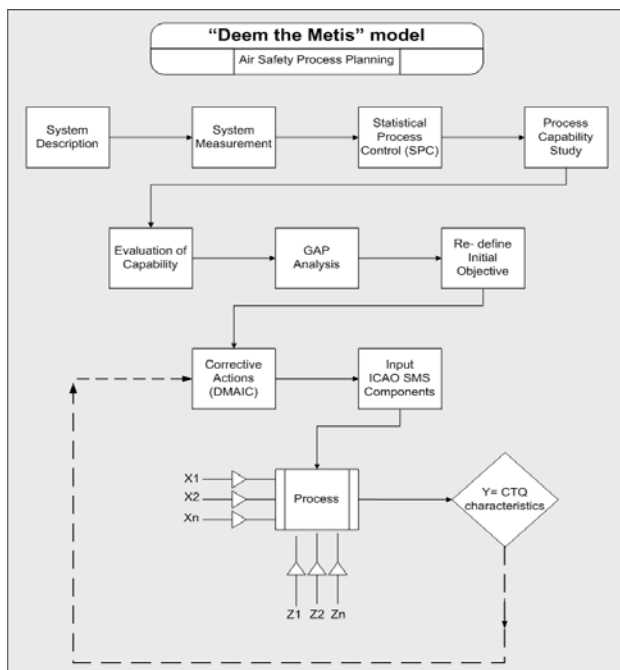 “Deem the Metis” model
Air Safety Process Planning
System
Description
System
Measurement
Statistical
Process
Control (SPC)
Process
Capability
Study
Evaluation of
Capability
GAP
Analysis
Re- define
Initial
Objective
Corrective
Actions
(DMAIC)
Input
ICAO SMS
Components
X1
X2
Xn
Process
Y= CTQ
characteristics
Z1 Z2 Zn